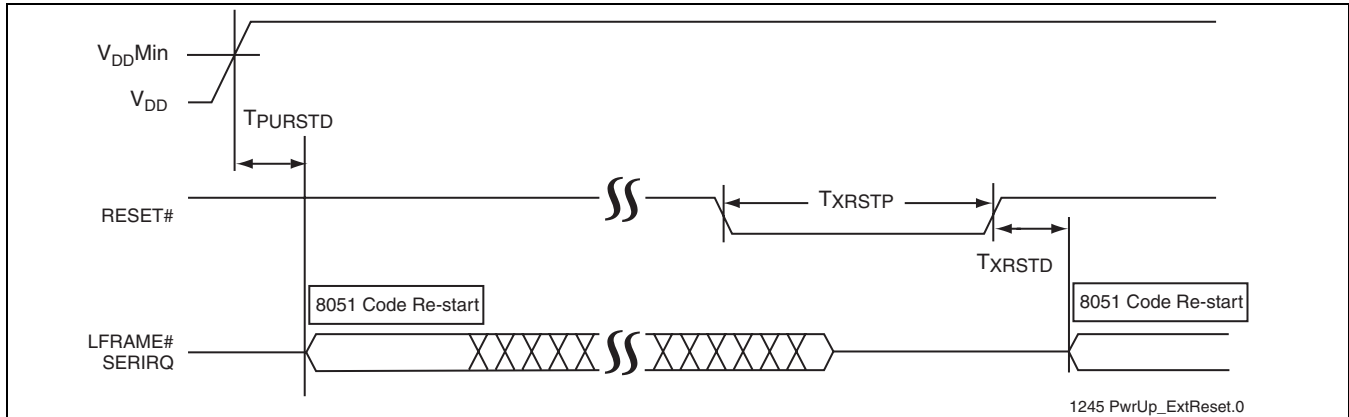 VDDMin
VDD
TPURSTD
RESET#
TXRSTP
TXRSTD
8051 Code Re-start
8051 Code Re-start
LFRAME#
SERIRQ
1245 PwrUp_ExtReset.0